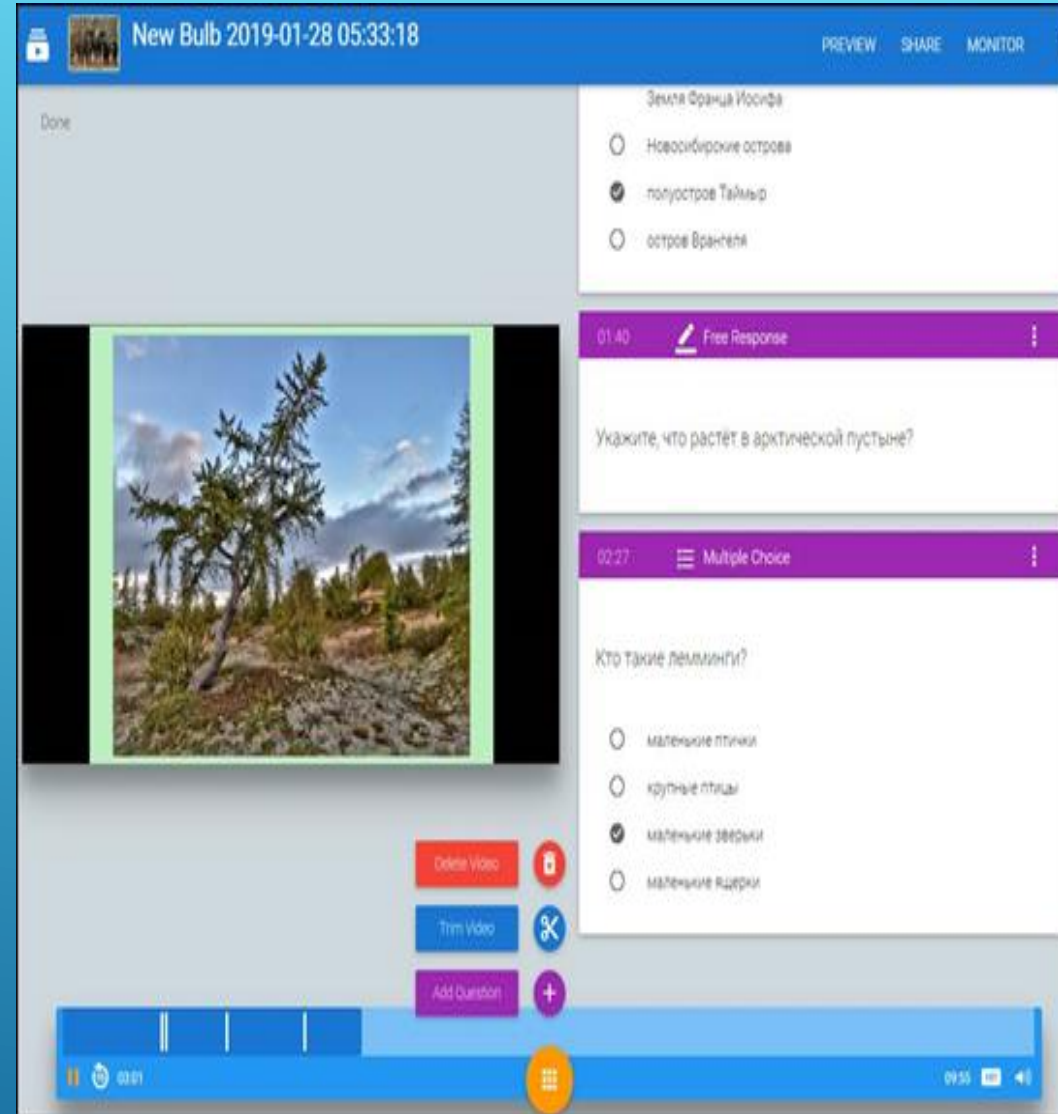 New Bulb 2019-01-28 05:33:18
PREVIEW SHARE MONITOR
Done
Земля Франца Иосифа
Новосибирские острова
полуостров Таймыр
остров Врангеля
01:40 Free Response
Укажите, что растёт в арктической пустыне?
02:27 Multiple Choice
Кто такие лемминги?
маленькие птички
крупные птицы
маленькие зверьки
маленькие ящерки
Delete Video
Trim Video
Add Question
03:01
09:55